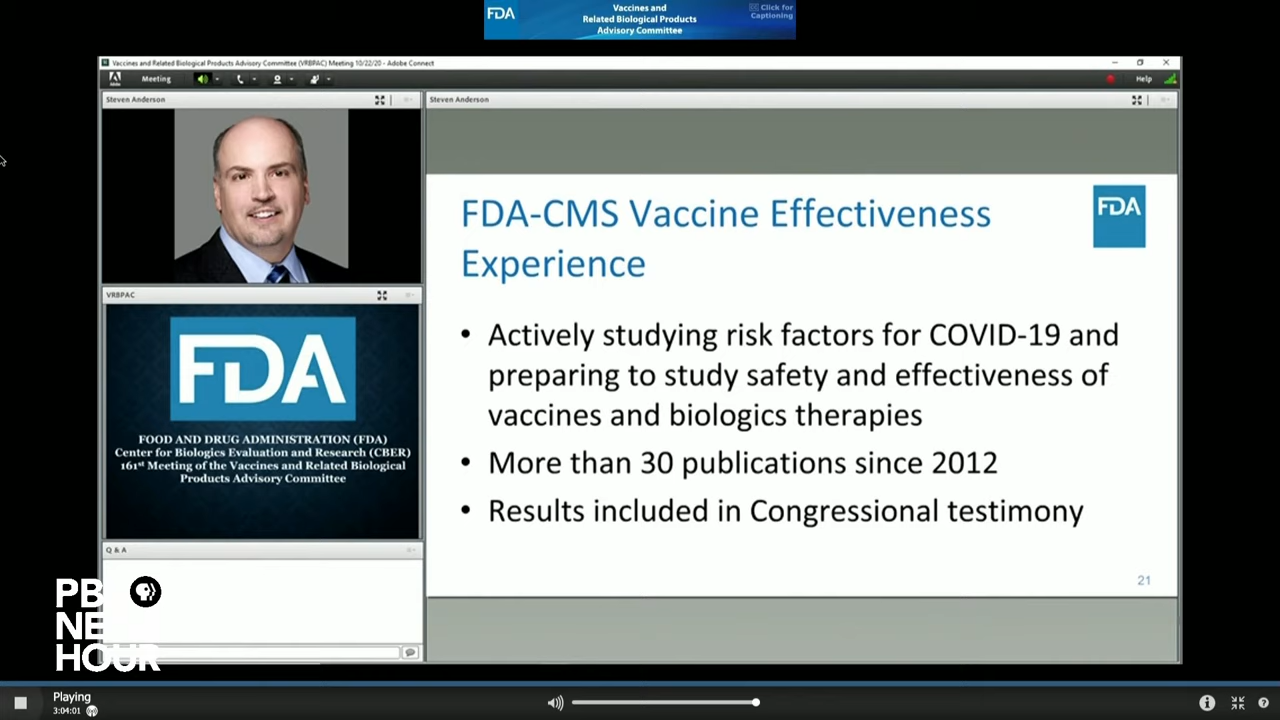 FDA
Vaccines and
Related Biological Products
Advisory Committee
Click for
Captioning
Vaccines and Related Biological Products Advisory Committee (VRBPAC) Meeting 10/22/20 - Adobe Connect
Adobe
Meeting
Help
Steven Anderson
Steven Anderson
FDA-CMS Vaccine Effectiveness
Experience
FDA
• Actively studying risk factors for COVID-19 and
preparing to study safety and effectiveness of
vaccines and biologics therapies
• More than 30 publications since 2012
• Results included in Congressional testimony
21
VRBPAC
FDA
FOOD AND DRUG ADMINISTRATION (FDA)
Center for Biologics Evaluation and Research (CBER)
161st Meeting of the Vaccines and Related Biological
Products Advisory Committee
Q & A
PB
NE
HOUR
Playing
3:04:01